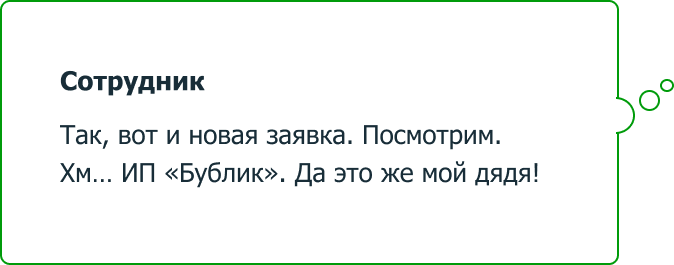 Сотрудник
Так, вот и новая заявка. Посмотрим.
Хм... ИП «Бублик». Да это же мой дядя!